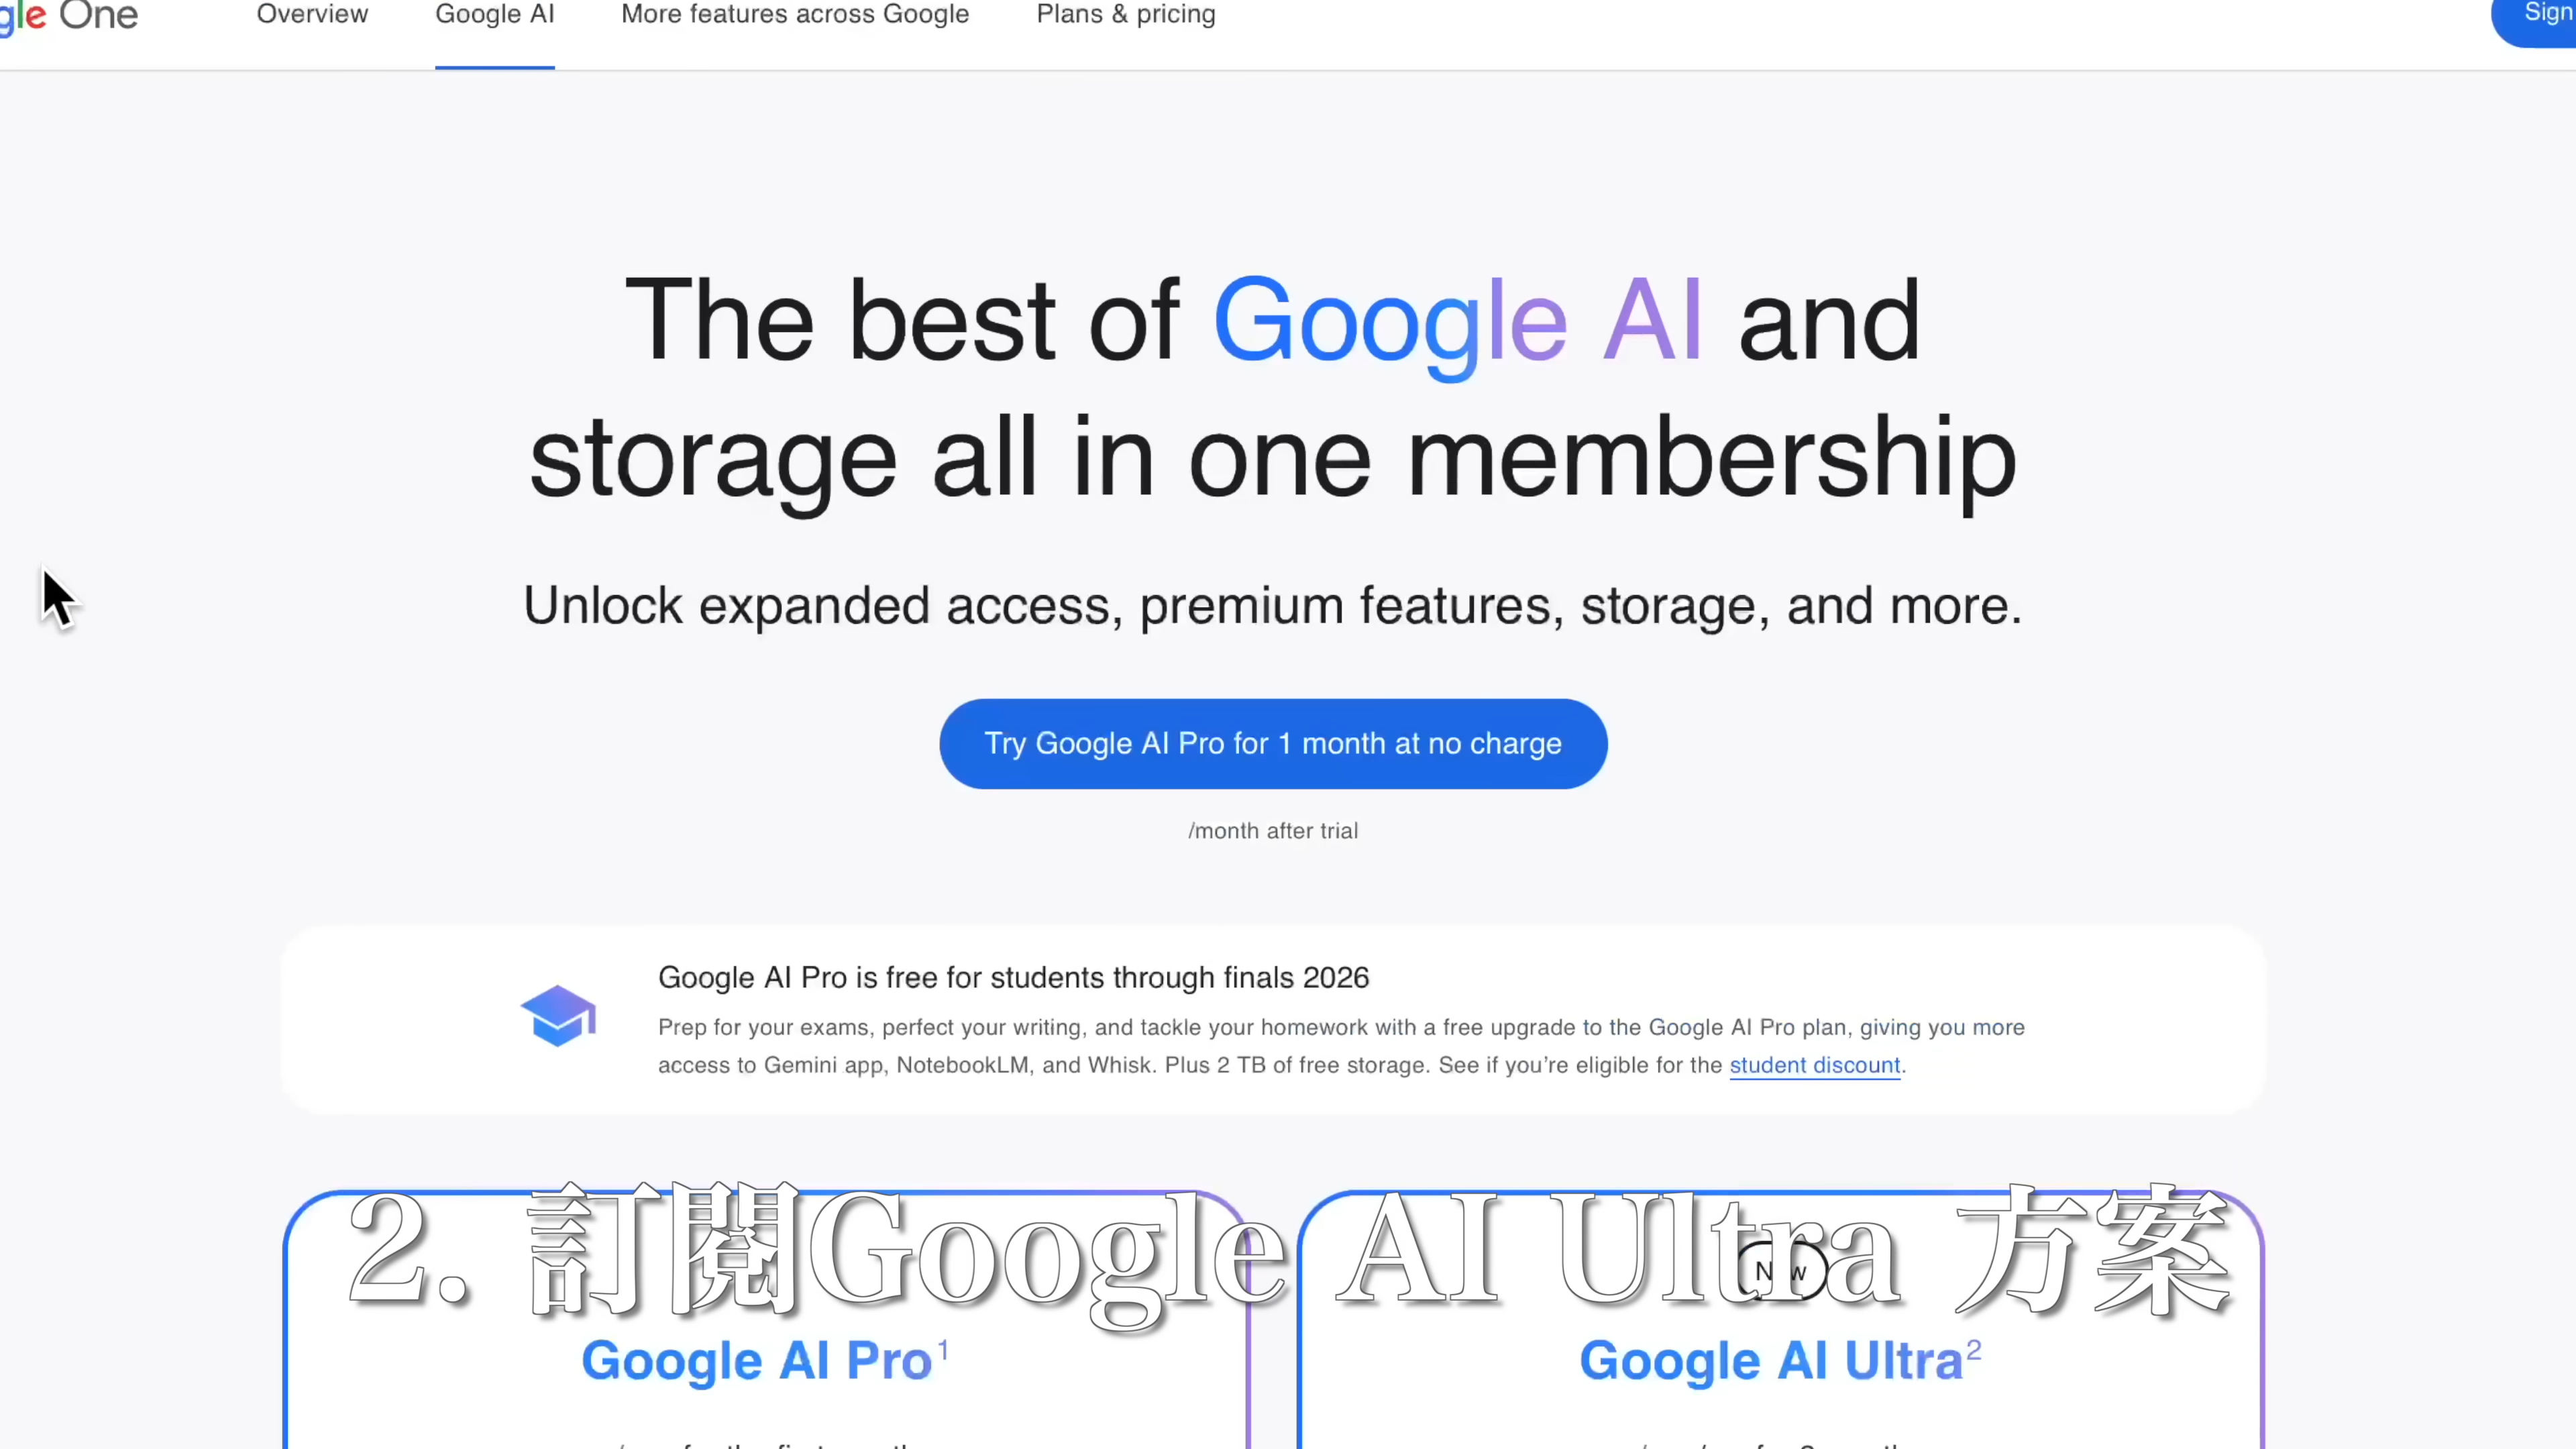 gle One
Overview
Google AI
More features across Google
Plans & pricing
Sign
The best of Google AI and
storage all in one membership
Unlock expanded access, premium features, storage, and more.
Try Google AI Pro for 1 month at no charge
/month after trial
Google AI Pro is free for students through finals 2026
Prep for your exams, perfect your writing, and tackle your homework with a free upgrade to the Google AI Pro plan, giving you more
access to Gemini app, NotebookLM, and Whisk. Plus 2 TB of free storage. See if you're eligible for the student discount.
2. 訂閱Google AI Ultra 方案
Google AI Pro1
Google AI Ultra2